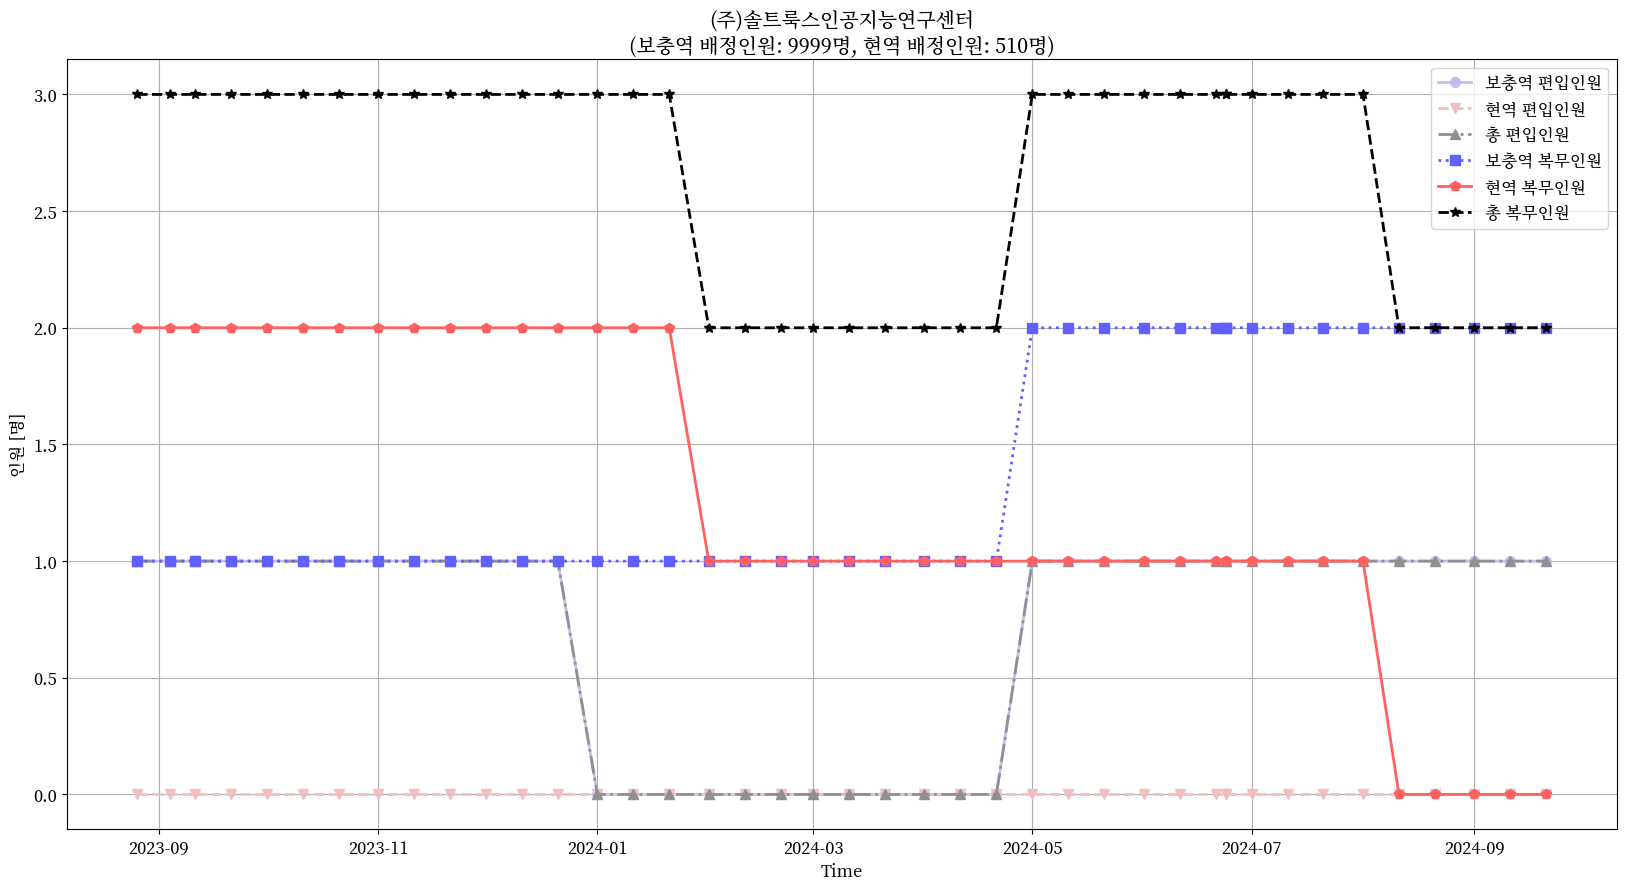 (주)솔트룩스인공지능연구센터
(보충역 배정인원: 9999명, 현역 배정인원: 510명)
보충역 편입인원
현역 편입인원
총 편입인원
보충역 복무인원
현역 복무인원
총 복무인원
인원 [명]
3.0
2.5
2.0
1.5
1.0
0.5
0.0
2023-09 2023-11 2024-01 2024-03 2024-05 2024-07 2024-09
Time